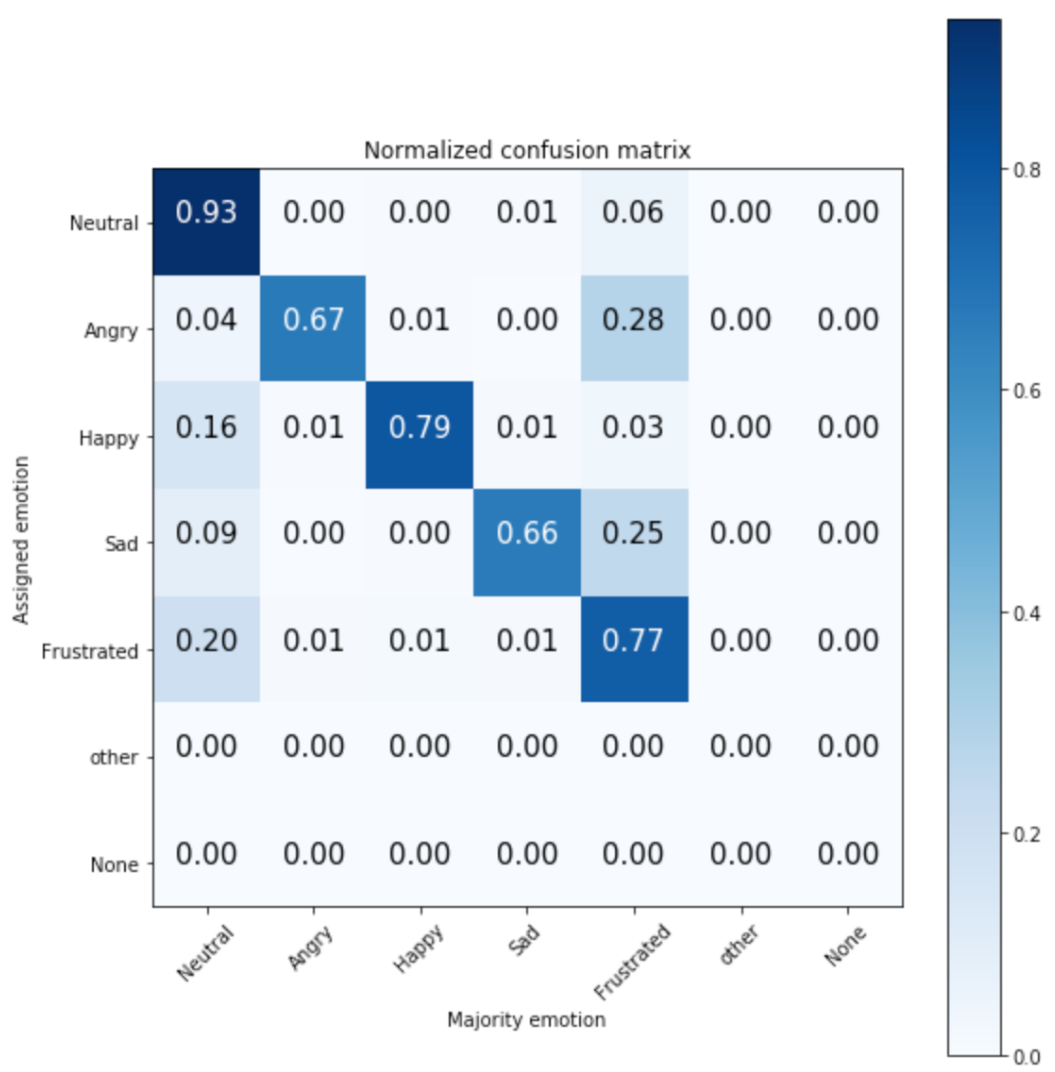 Normalized confusion matrix
Neutral 0.93 0.00 0.00 0.01 0.06 0.00 0.00
Angry 0.04 0.67 0.01 0.00 0.28 0.00 0.00
Happy 0.16 0.01 0.79 0.01 0.03 0.00 0.00
Sad 0.09 0.00 0.00 0.66 0.25 0.00 0.00
Frustrated 0.20 0.01 0.01 0.01 0.77 0.00 0.00
other 0.00 0.00 0.00 0.00 0.00 0.00 0.00
None 0.00 0.00 0.00 0.00 0.00 0.00 0.00
Neutral Angry Happy Sad Frustrated other None
Majority emotion
Assigned emotion
0.8
0.6
0.4
0.2
0.0